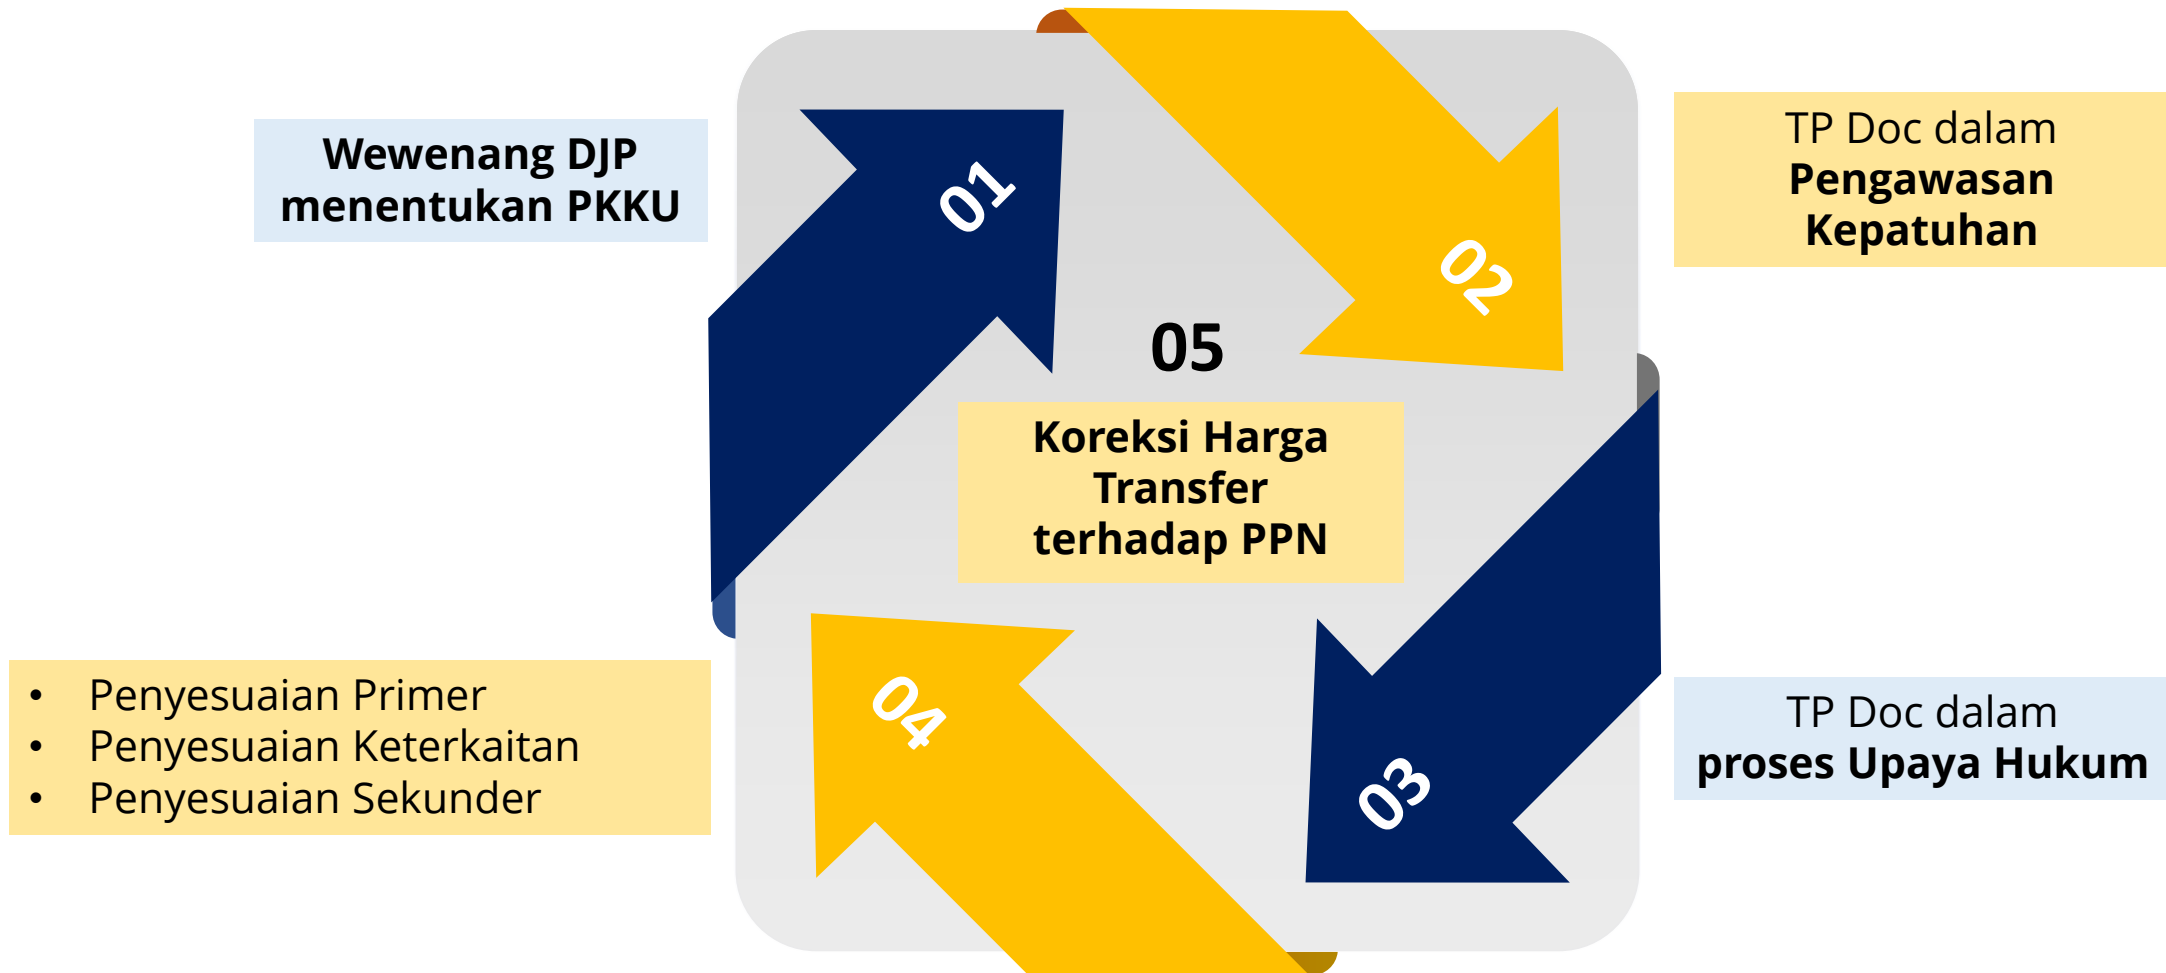 01
Wewenang DJP
menentukan PKKU
02
TP Doc dalam
Pengawasan
Kepatuhan
03
TP Doc dalam
proses Upaya Hukum
04
• Penyesuaian Primer
• Penyesuaian Keterkaitan
• Penyesuaian Sekunder
05
Koreksi Harga
Transfer
terhadap PPN